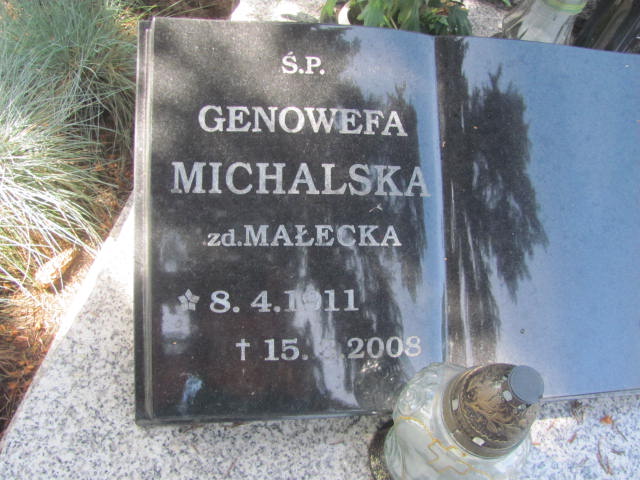 Ś.P.
GENOWEFA
MICHALSKA
zd. MAŁECKA
8. 4. 1911
† 15. 2008